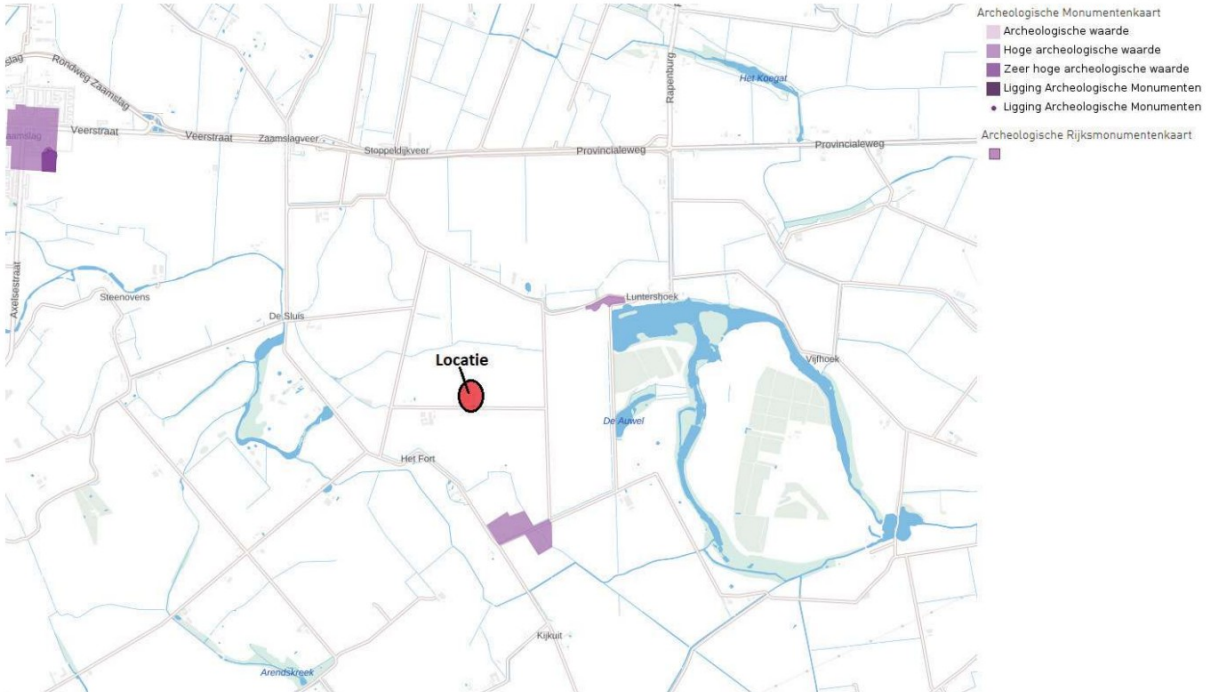 Archeologische Monumentenkaart
Archeologische waarde
Hoge archeologische waarde
Zeer hoge archeologische waarde
Ligging Archeologische Monumenten
Ligging Archeologische Monumenten
Archeologische Rijksmonumentenkaart
Rondweg Zaamslag
Veerstraat
Veerstraat
Zaamslagveer
Stoppeldijkveer
Provincialeweg
Provincialeweg
Rapenburg
Het Koegat
Axelsestraat
Steenovens
De Sluis
Luntershoek
Vijfhoek
Locatie
De Auwel
Het Fort
Kijkuit
Arendskreek